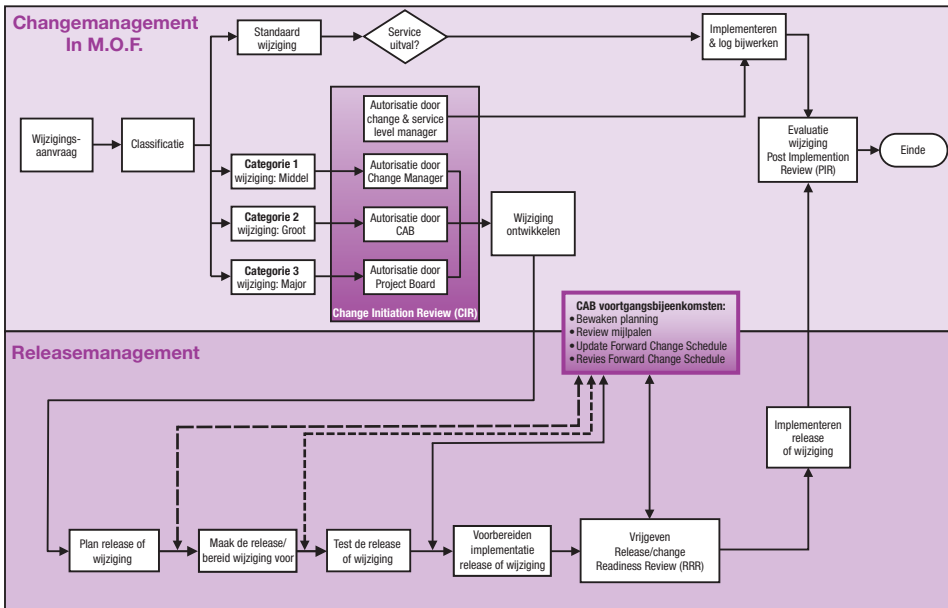 Changemanagement
In M.O.F.
Standaard
wijziging
Service
uitval?
Implementeren
& log bijwerken
Wijzigings-
aanvraag
Classificatie
Autorisatie door
change & service
level manager
Evaluatie
wijziging
Post Implemention
Review (PIR)
Einde
Categorie 1
wijziging: Middel
Autorisatie door
Change Manager
Categorie 2
wijziging: Groot
Autorisatie door
CAB
Wijziging
ontwikkelen
Categorie 3
wijziging: Major
Autorisatie door
Project Board
Change Initiation Review (CIR)
CAB voortgangsbijeenkomsten:
• Bewaken planning
• Review mijlpalen
• Update Forward Change Schedule
• Revies Forward Change Schedule
Releasemanagement
Implementeren
release
of wijziging
Plan release of
wijziging
Maak de release/
bereid wijziging voor
Test de release
of wijziging
Voorbereiden
implementatie
release of wijziging
Vrijgeven
Release/change
Readiness Review (RRR)